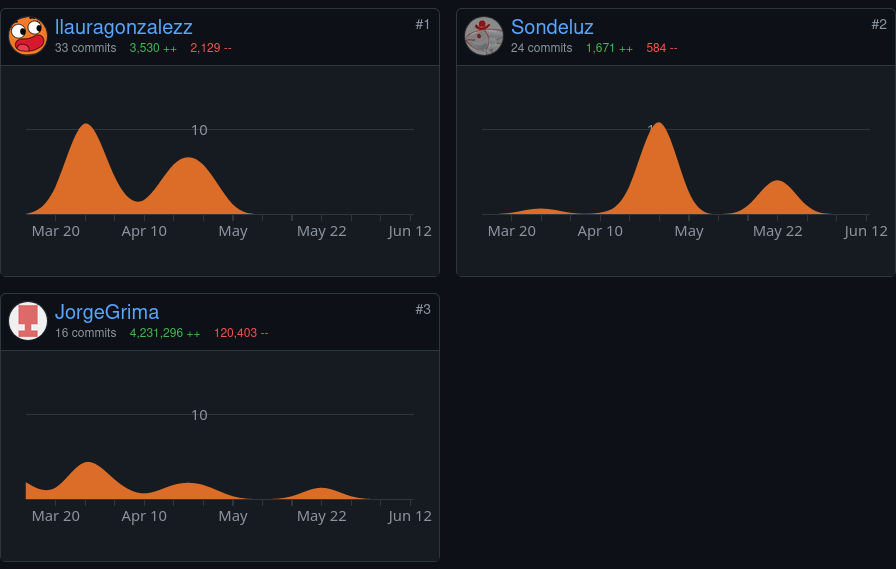 llauragonzalezz #1
33 commits 3,530 ++ 2,129 --
10
Mar 20 Apr 10 May May 22 Jun 12
Sondeluz #2
24 commits 1,671 ++ 584 --
Mar 20 Apr 10 May May 22 Jun 12
JorgeGrima #3
16 commits 4,231,296 ++ 120,403 --
10
Mar 20 Apr 10 May May 22 Jun 12